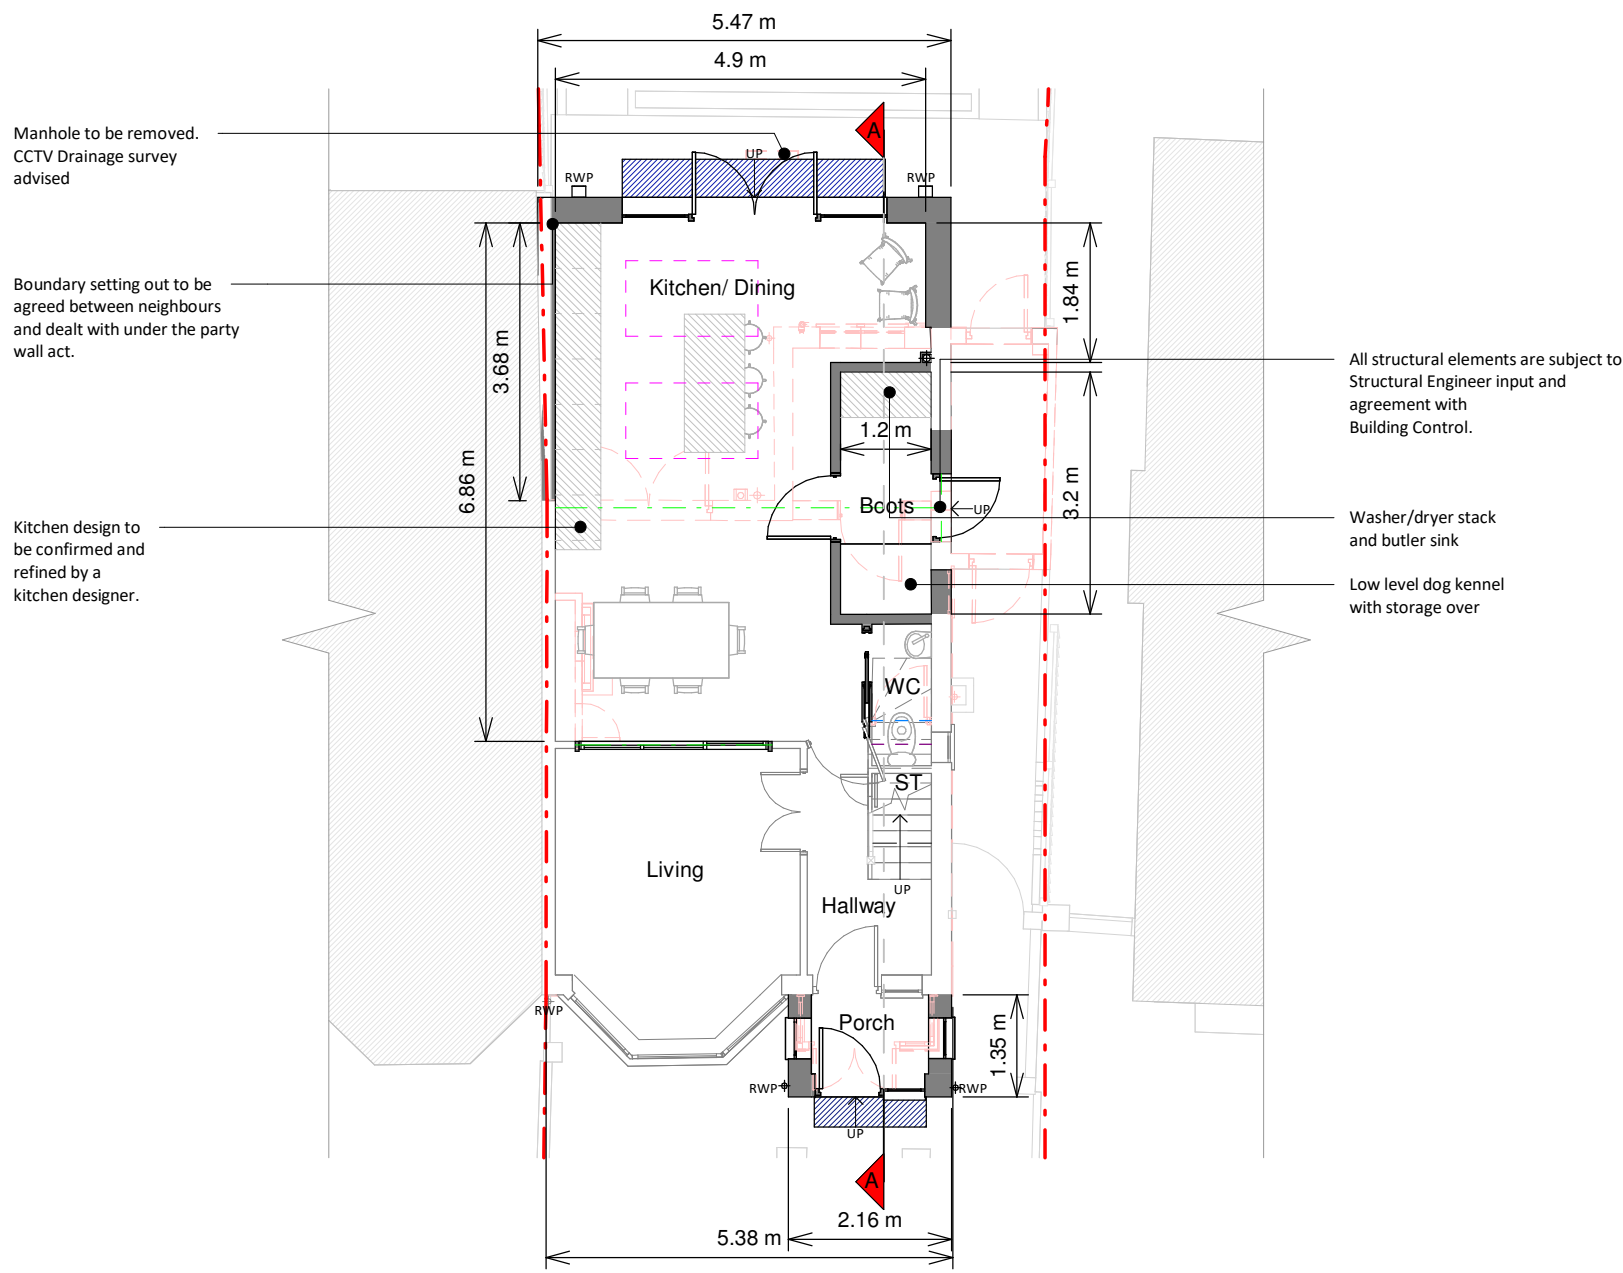 5.47 m
4.9 m
Manhole to be removed.
CCTV Drainage survey
advised
A
UP
RWP
RWP
Boundary setting out to be
agreed between neighbours
and dealt with under the party
wall act.
Kitchen/ Dining
1.84 m
3.68 m
6.86 m
All structural elements are subject to
Structural Engineer input and
agreement with
Building Control.
1.2 m
3.2 m
Boots
UP
Kitchen design to
be confirmed and
refined by a
kitchen designer.
Washer/dryer stack
and butler sink
Low level dog kennel
with storage over
WC
ST
Living
UP
Hallway
RWP
Porch
1.35 m
RWP
RWP
UP
A
2.16 m
5.38 m